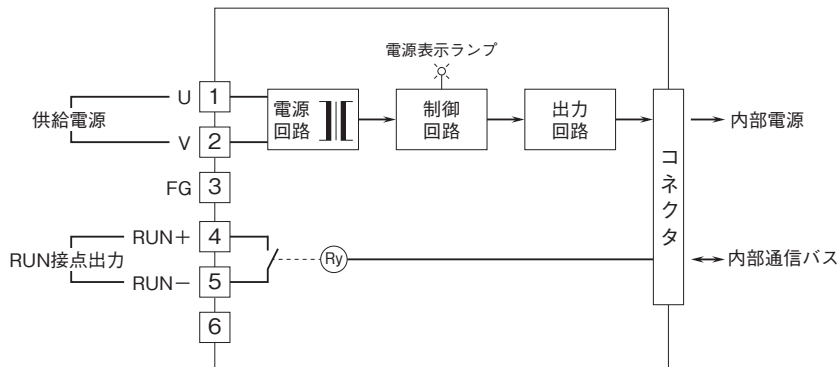 電源表示ランプ
供給電源
U
1
V
2
電源
回路
制御
回路
出力
回路
コネクタ
内部電源
FG
3
RUN接点出力
RUN＋
4
RUN－
5
Ry
内部通信バス
6